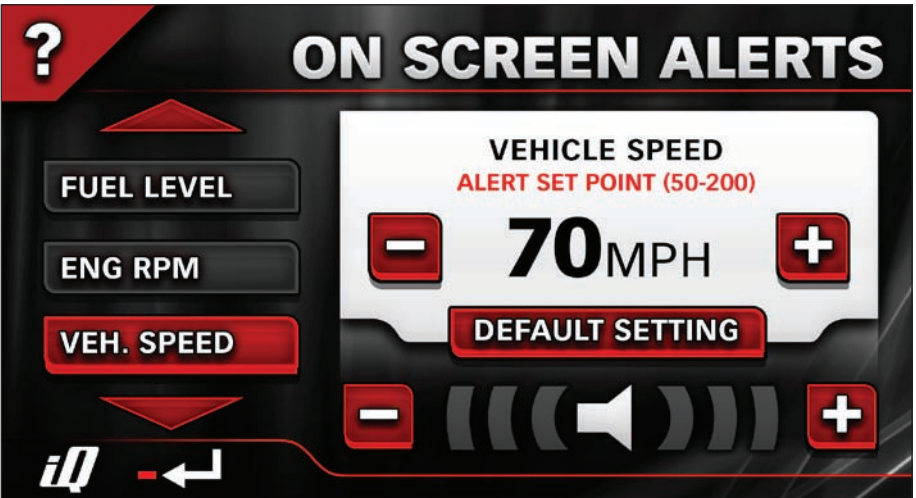 ?
ON SCREEN ALERTS
FUEL LEVEL
ENG RPM
VEH. SPEED
VEHICLE SPEED
ALERT SET POINT (50-200)
70MPH
DEFAULT SETTING
iQ